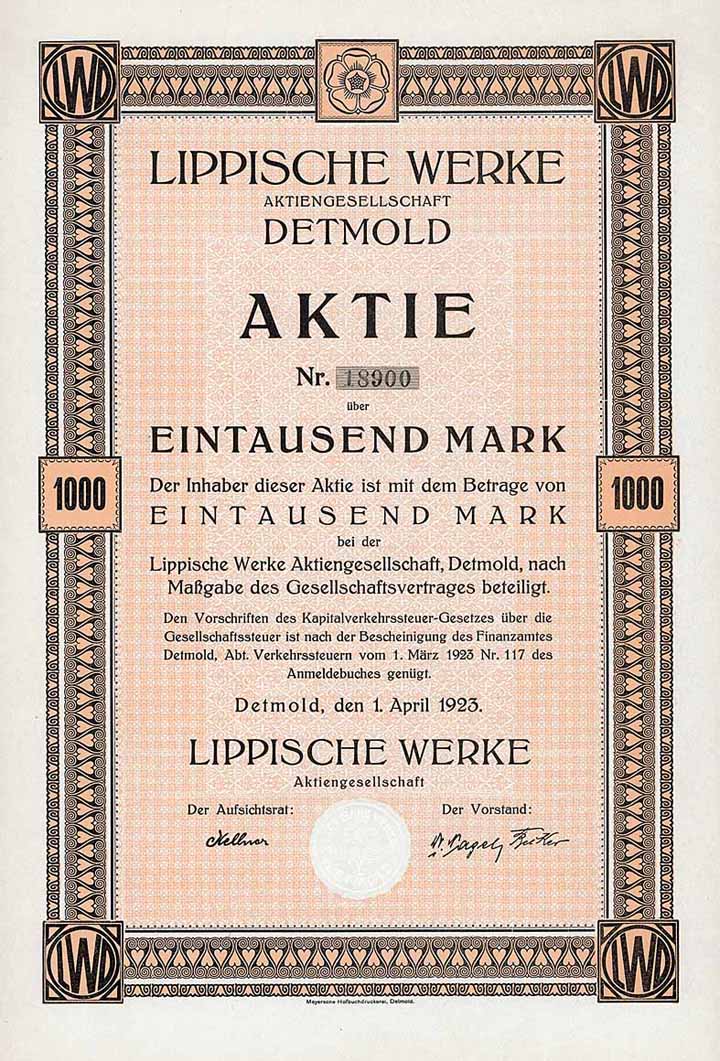 LWD
LWD
LIPPISCHE WERKE
AKTIENGESELLSCHAFT
DETMOLD
AKTIE
Nr. 18900
über
EINTAUSEND MARK
1000
1000
Der Inhaber dieser Aktie ist mit dem Betrage von
EINTAUSEND MARK
bei der
Lippische Werke Aktiengesellschaft, Detmold, nach
Maßgabe des Gesellschaftsvertrages beteiligt.
Den Vorschriften des Kapitalverkehrssteuer-Gesetzes über die
Gesellschaftssteuer ist nach der Bescheinigung des Finanzamtes
Detmold, Abt. Verkehrssteuern vom 1. März 1923 Nr. 117 des
Anmeldebuches genügt.
Detmold, den 1. April 1923.
LIPPISCHE WERKE
Aktiengesellschaft
Der Aufsichtsrat:
Der Vorstand:
Kellner
LWD
LWD
Meyersche Hofbuchdruckerei, Detmold.